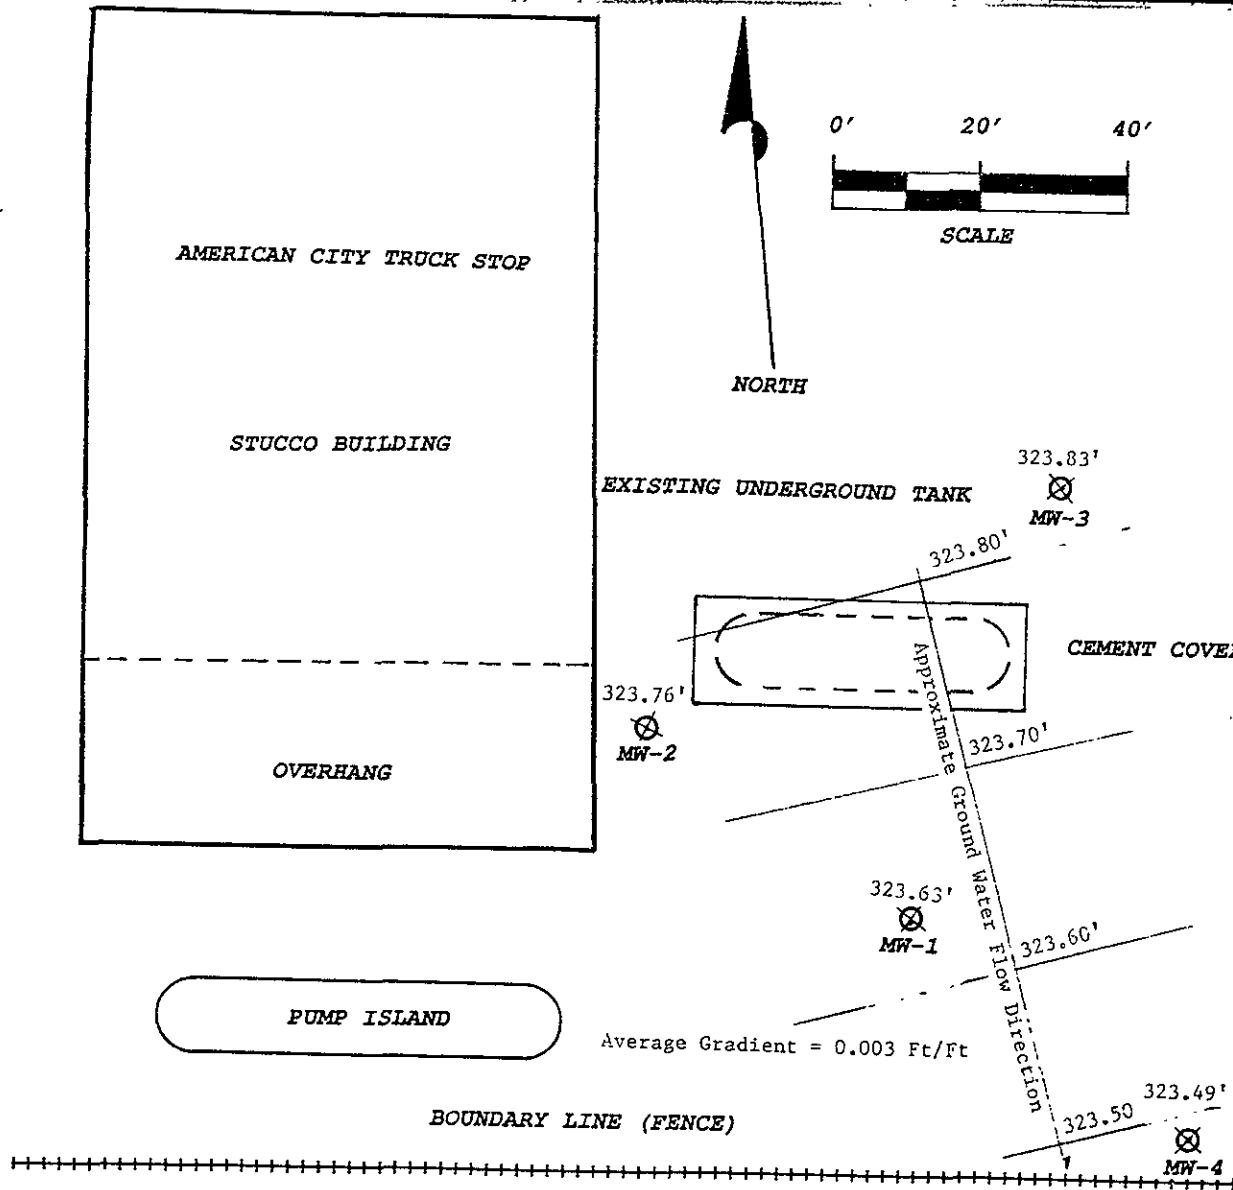 0' 20' 40'
SCALE
NORTH
AMERICAN CITY TRUCK STOP
STUCCO BUILDING
OVERHANG
EXISTING UNDERGROUND TANK
323.83'
MW-3
323.80'
CEMENT COVE
323.76'
MW-2
323.70'
Approximate Ground Water Flow Direction
323.63'
MW-1
323.60'
PUMP ISLAND
Average Gradient = 0.003 Ft/Ft
323.50
323.49'
MW-4
BOUNDARY LINE (FENCE)